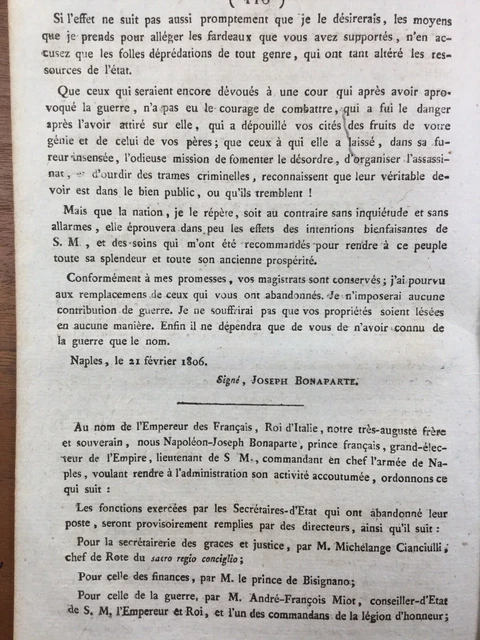 ( 116 )
Si l'effet ne suit pas aussi promptement que je le désirerais, les moyens
que je prends pour alléger les fardeaux que vous avez supportés, n'en ac-
cusez que les folles déprédations de tout genre, qui ont tant altéré les res-
sources de l'état.
Que ceux qui seraient encore dévoués à une cour qui après avoir apro-
voqué la guerre, n'a pas eu le courage de combattre, qui a fui le danger
après l'avoir attiré sur elle, qui a dépouillé vos cités des fruits de votre
génie et de celui de vos pères; que ceux à qui elle a laissé, dans sa fu-
reur insensée, l'odieuse mission de fomenter le désordre, d'organiser l'assassi-
nat, et d'ourdir des trames criminelles, reconnaissent que leur véritable de-
voir est dans le bien public, ou qu'ils tremblent !
Mais que la nation, je le répète, soit au contraire sans inquiétude et sans
allarmes, elle éprouvera dans peu les effets des intentions bienfaisantes de
S. M., et des soins qui m'ont été recommandés pour rendre à ce peuple
toute sa splendeur et toute son ancienne prospérité.
Conformément à mes promesses, vos magistrats sont conservés; j'ai pourvu
aux remplacemens de ceux qui vous ont abandonnés. Je n'imposerai aucune
contribution de guerre. Je ne souffrirai pas que vos propriétés soient lésées
en aucune manière. Enfin il ne dépendra que de vous de n'avoir connu de
la guerre que le nom.
Naples, le 21 février 1806.
Signé, JOSEPH BONAPARTE.
Au nom de l'Empereur des Français, Roi d'Italie, notre très-auguste frère
et souverain, nous Napoléon-Joseph Bonaparte, prince français, grand-élec-
teur de l'Empire, lieutenant de S M., commandant en chef l'armée de Na-
ples, voulant rendre à l'administration son activité accoutumée, ordonnons ce
qui suit :
Les fonctions exercées par les Secrétaires-d'Etat qui ont abandonné leur
poste, seront provisoirement remplies par des directeurs, ainsi qu'il suit :
Pour la secrétairerie des graces et justice, par M. Michélange Cianciulli,
chef de Rote du sacro regio conciglio;
Pour celle des finances, par M. le prince de Bisignano;
Pour celle de la guerre, par M. André-François Miot, conseiller-d'Etat
de S. M. l'Empereur et Roi, et l'un des commandans de la légion d'honneur;